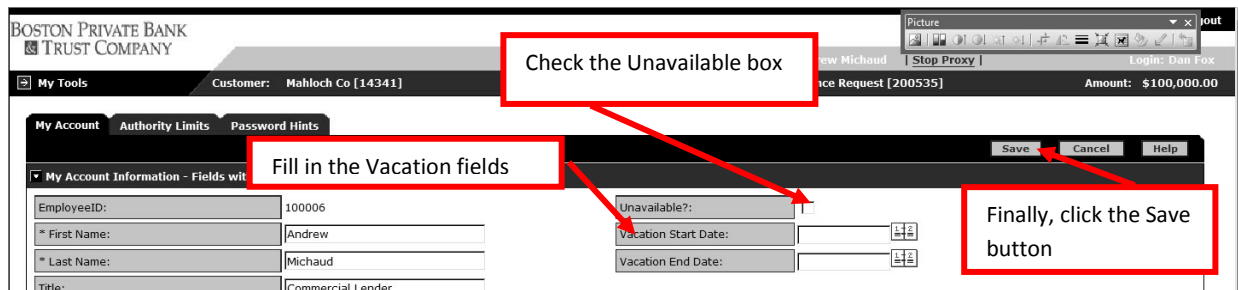 Picture
out
BOSTON PRIVATE BANK
& TRUST COMPANY
Check the Unavailable box
rew Michaud | Stop Proxy |
Login: Dan Fox
My Tools
Customer: Mahloch Co [14341]
nce Request [200535]
Amount: $100,000.00
My Account Authority Limits Password Hints
Fill in the Vacation fields
Save Cancel Help
My Account Information - Fields wit
EmployeeID: 100006
Unavailable?:
Finally, click the Save
button
* First Name: Andrew
Vacation Start Date:
* Last Name: Michaud
Vacation End Date:
Title: Commercial Lender